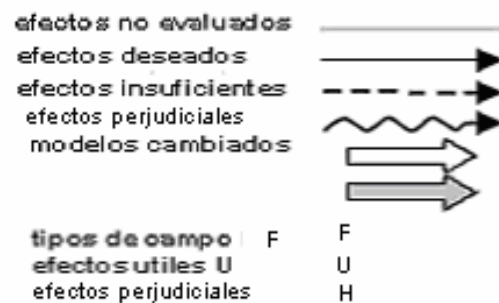 efectos no evaluados
efectos deseados
efectos insuficientes
efectos perjudiciales
modelos cambiados
tipos de campo F F
efectos utiles U U
efectos perjudiciales H